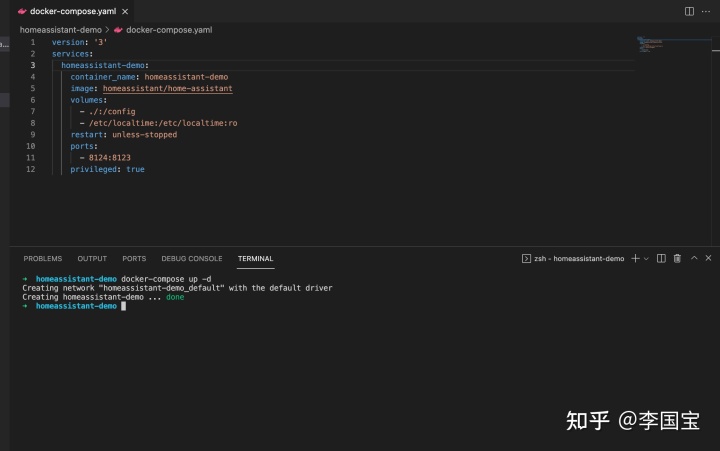 docker-compose.yaml
homeassistant-demo > docker-compose.yaml
1 version: '3'
2 services:
3 homeassistant-demo:
4 container_name: homeassistant-demo
5 image: homeassistant/home-assistant
6 volumes:
7 - ./:/config
8 - /etc/localtime:/etc/localtime:ro
9 restart: unless-stopped
10 ports:
11 - 8124:8123
12 privileged: true
PROBLEMS OUTPUT PORTS DEBUG CONSOLE TERMINAL zsh - homeassistant-demo
→ homeassistant-demo docker-compose up -d
Creating network "homeassistant-demo_default" with the default driver
Creating homeassistant-demo ... done
→ homeassistant-demo
知乎 @李国宝